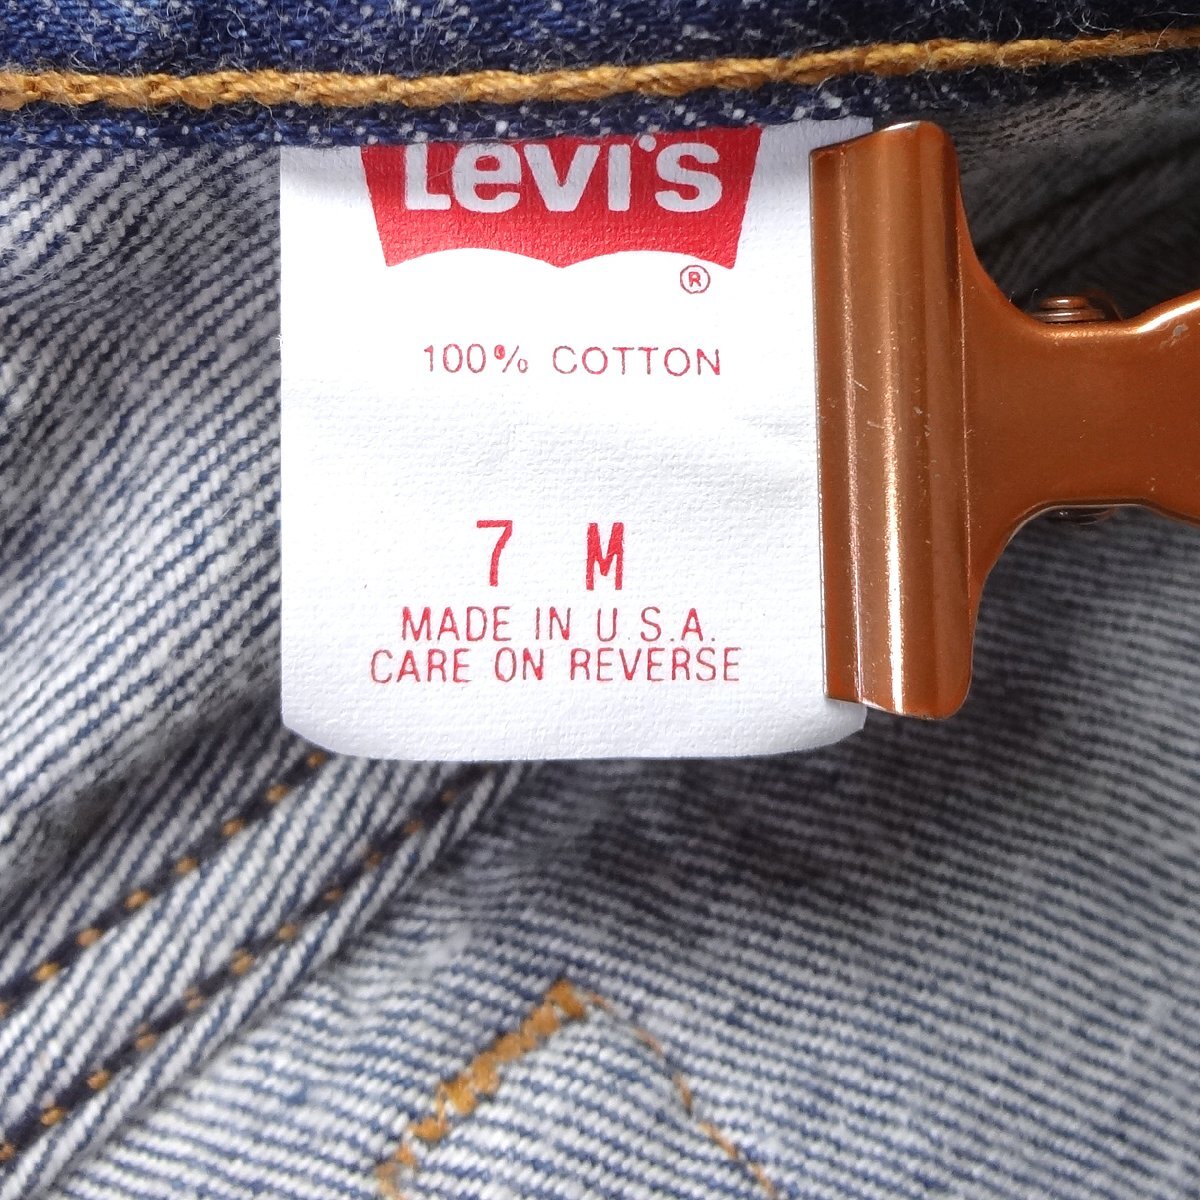 Levi's
®
100% COTTON
7 M
MADE IN U.S.A.
CARE ON REVERSE